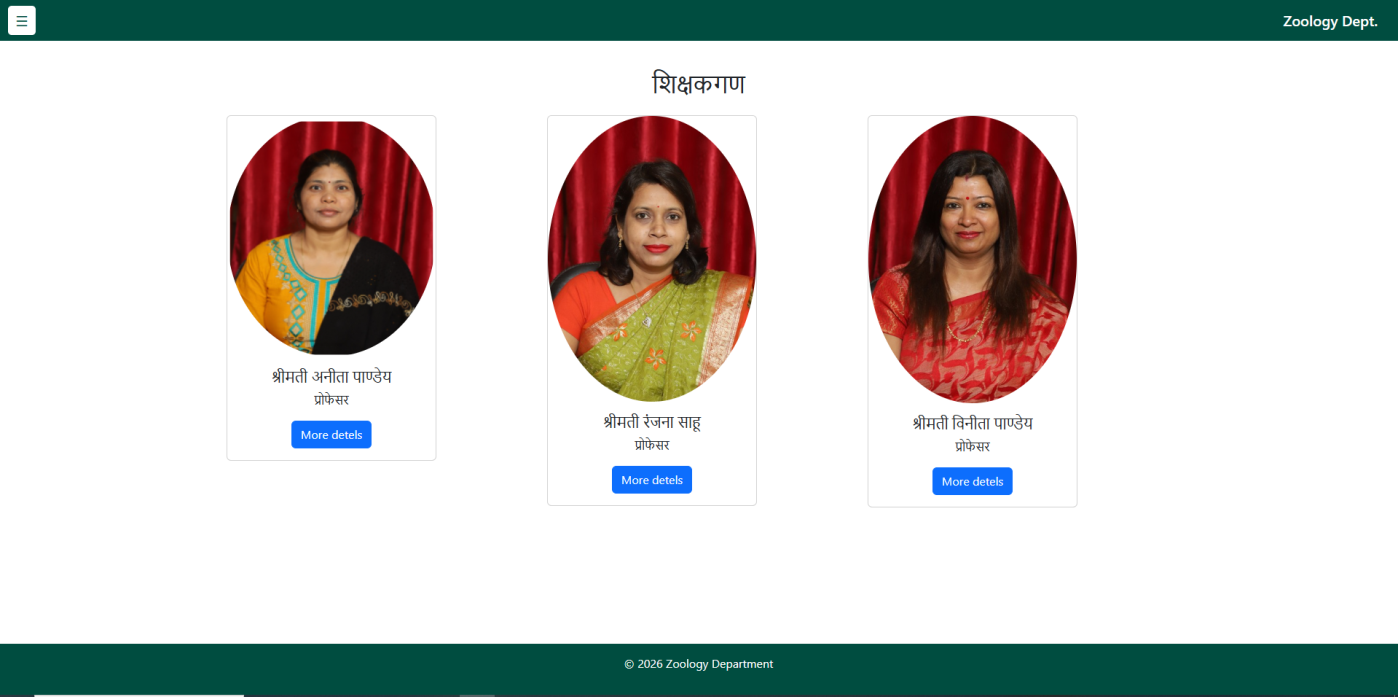 ☰
Zoology Dept.
शिक्षकगण
श्रीमती अनीता पाण्डेय
प्रोफेसर
More detels
श्रीमती रंजना साहू
प्रोफेसर
More detels
श्रीमती विनीता पाण्डेय
प्रोफेसर
More detels
© 2026 Zoology Department